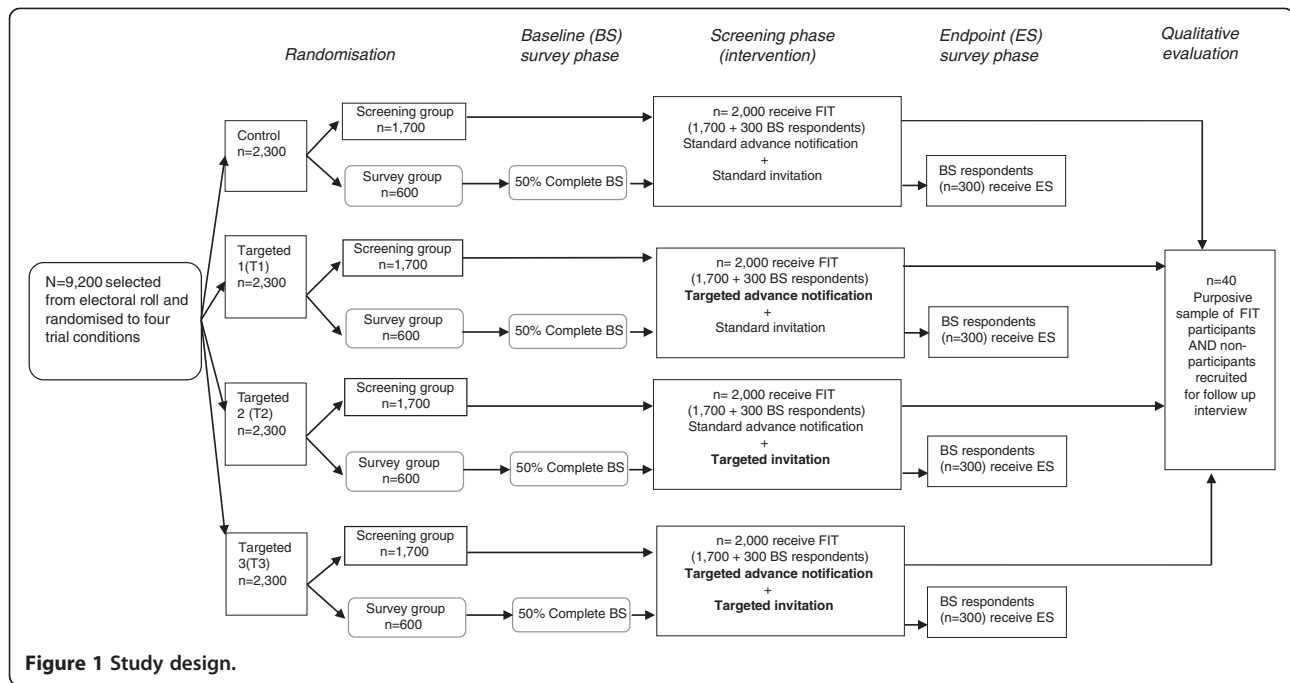 Randomisation
Baseline (BS)
survey phase
Screening phase
(intervention)
Endpoint (ES)
survey phase
Qualitative
evaluation
N=9,200 selected
from electoral roll and
randomised to four
trial conditions
Control
n=2,300
Screening group
n=1,700
Survey group
n=600
50% Complete BS
n= 2,000 receive FIT
(1,700 + 300 BS respondents)
Standard advance notification
+
Standard invitation
BS respondents
(n=300) receive ES
Targeted
1(T1)
n=2,300
Screening group
n=1,700
Survey group
n=600
50% Complete BS
n= 2,000 receive FIT
(1,700 + 300 BS respondents)
Targeted advance notification
+
Standard invitation
BS respondents
(n=300) receive ES
Targeted
2 (T2)
n=2,300
Screening group
n=1,700
Survey group
n=600
50% Complete BS
n= 2,000 receive FIT
(1,700 + 300 BS respondents)
Standard advance notification
+
Targeted invitation
BS respondents
(n=300) receive ES
Targeted
3(T3)
n=2,300
Screening group
n=1,700
Survey group
n=600
50% Complete BS
n= 2,000 receive FIT
(1,700 + 300 BS respondents)
Targeted advance notification
+
Targeted invitation
BS respondents
(n=300) receive ES
n=40
Purposive
sample of FIT
participants
AND non-
participants
recruited
for follow up
interview
Figure 1 Study design.